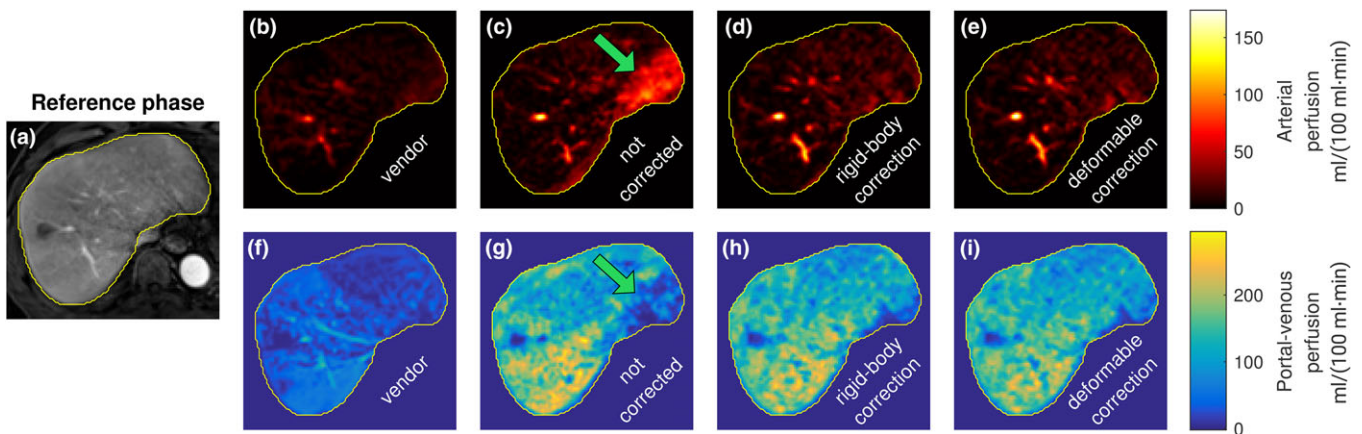 Reference phase
(a)
(b)
vendor
(c)
not
corrected
(d)
rigid-body
correction
(e)
deformable
correction
150
100
50
0
Arterial
perfusion
ml/(100 ml·min)
(f)
vendor
(g)
not
corrected
(h)
rigid-body
correction
(i)
deformable
correction
200
100
0
Portal-venous
perfusion
ml/(100 ml·min)